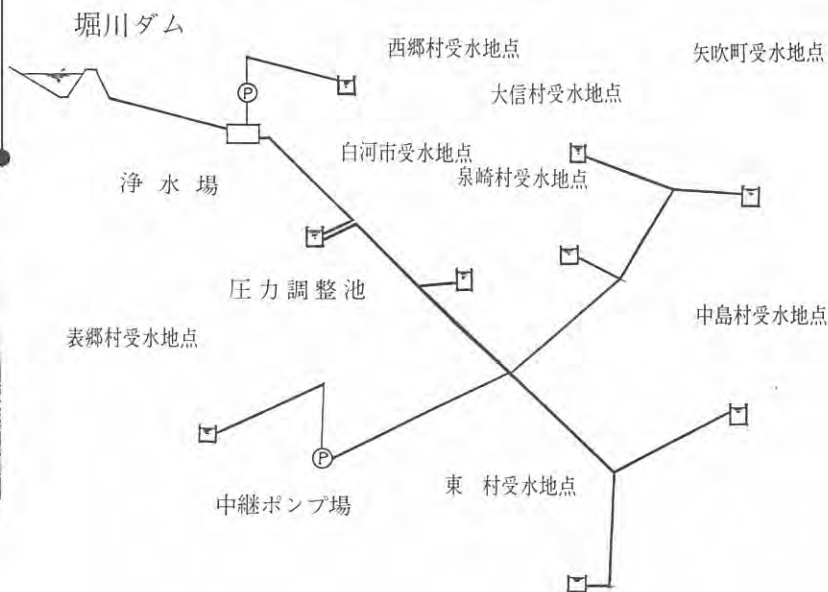 堀川ダム
西郷村受水地点
矢吹町受水地点
P
大信村受水地点
白河市受水地点
泉崎村受水地点
浄水場
圧力調整池
表郷村受水地点
中島村受水地点
P
東 村受水地点
中継ポンプ場